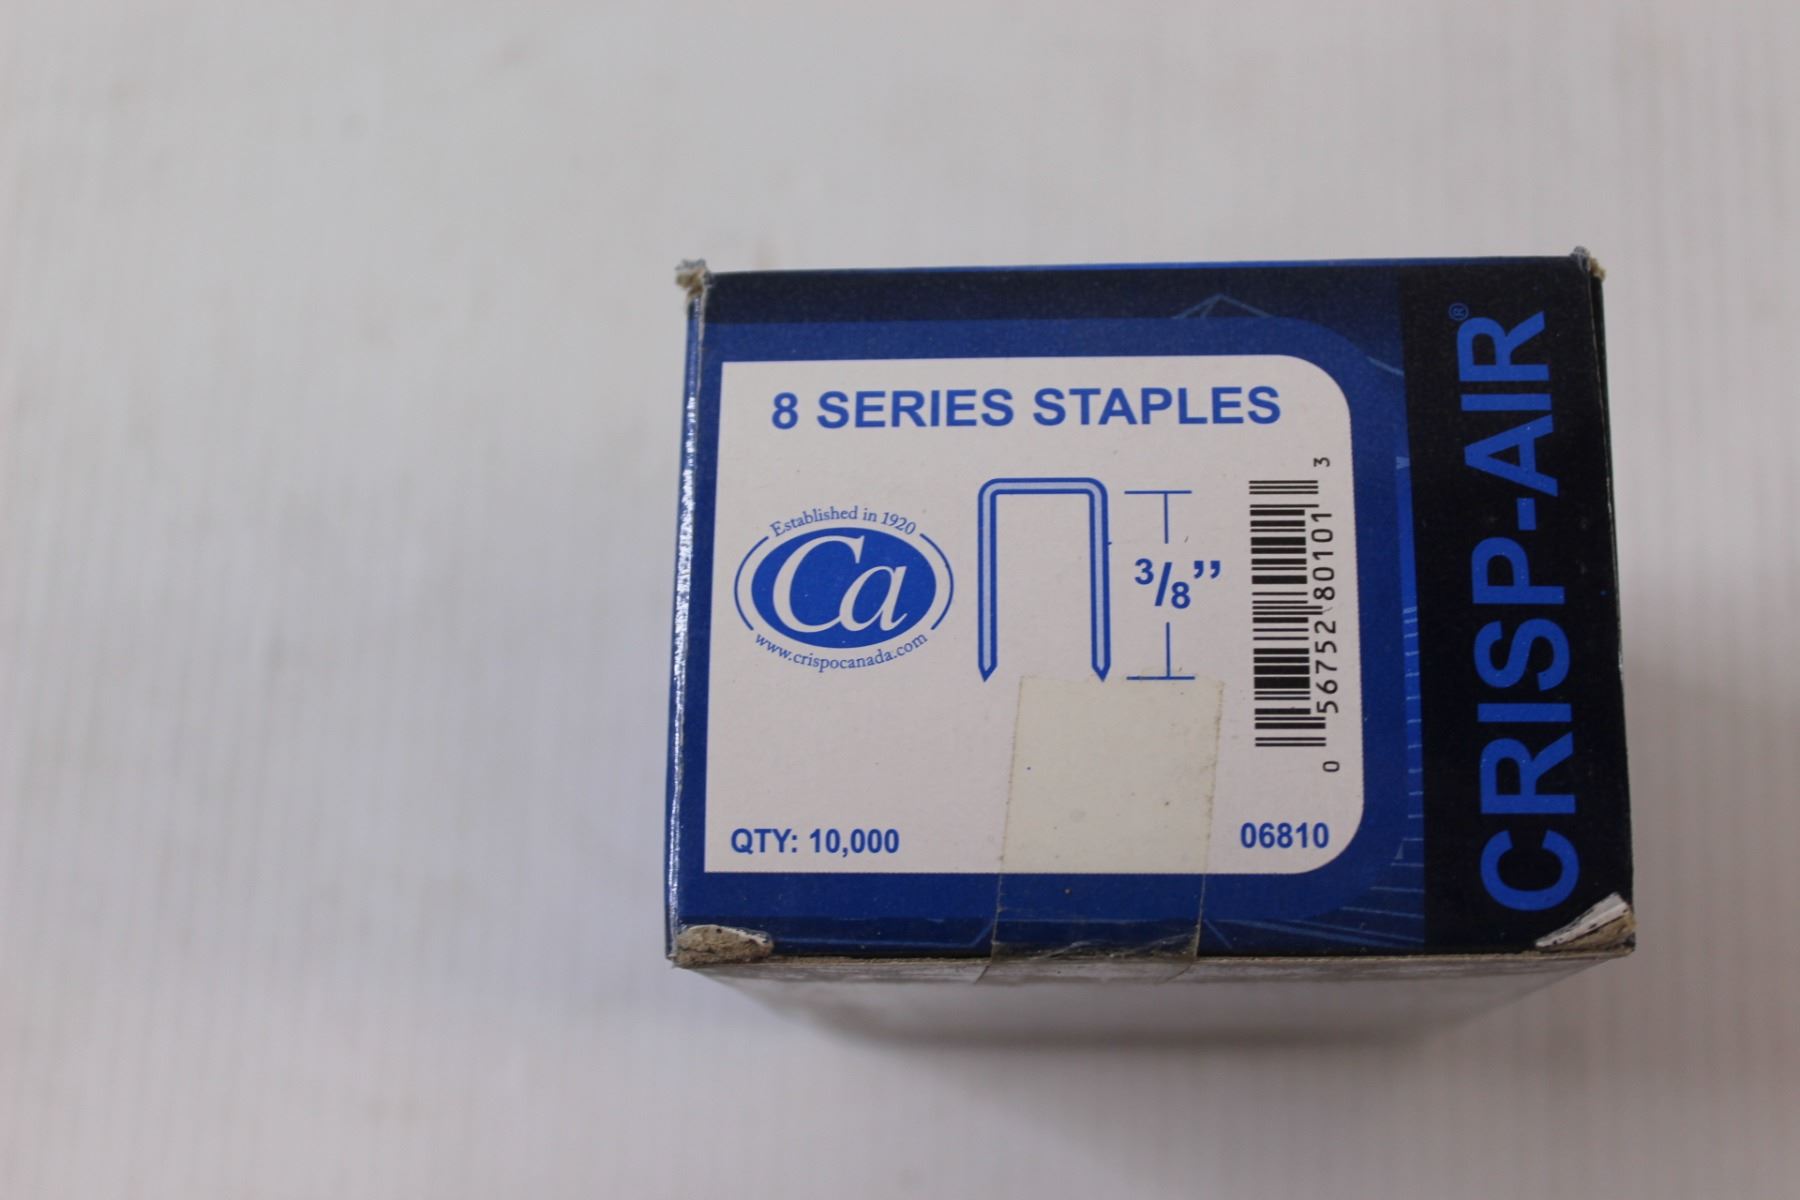 8 SERIES STAPLES
Established in 1920
Ca
www.crispocanada.com
3/8”
0 56752 80101 3
QTY: 10,000
06810
CRISP-AIR®